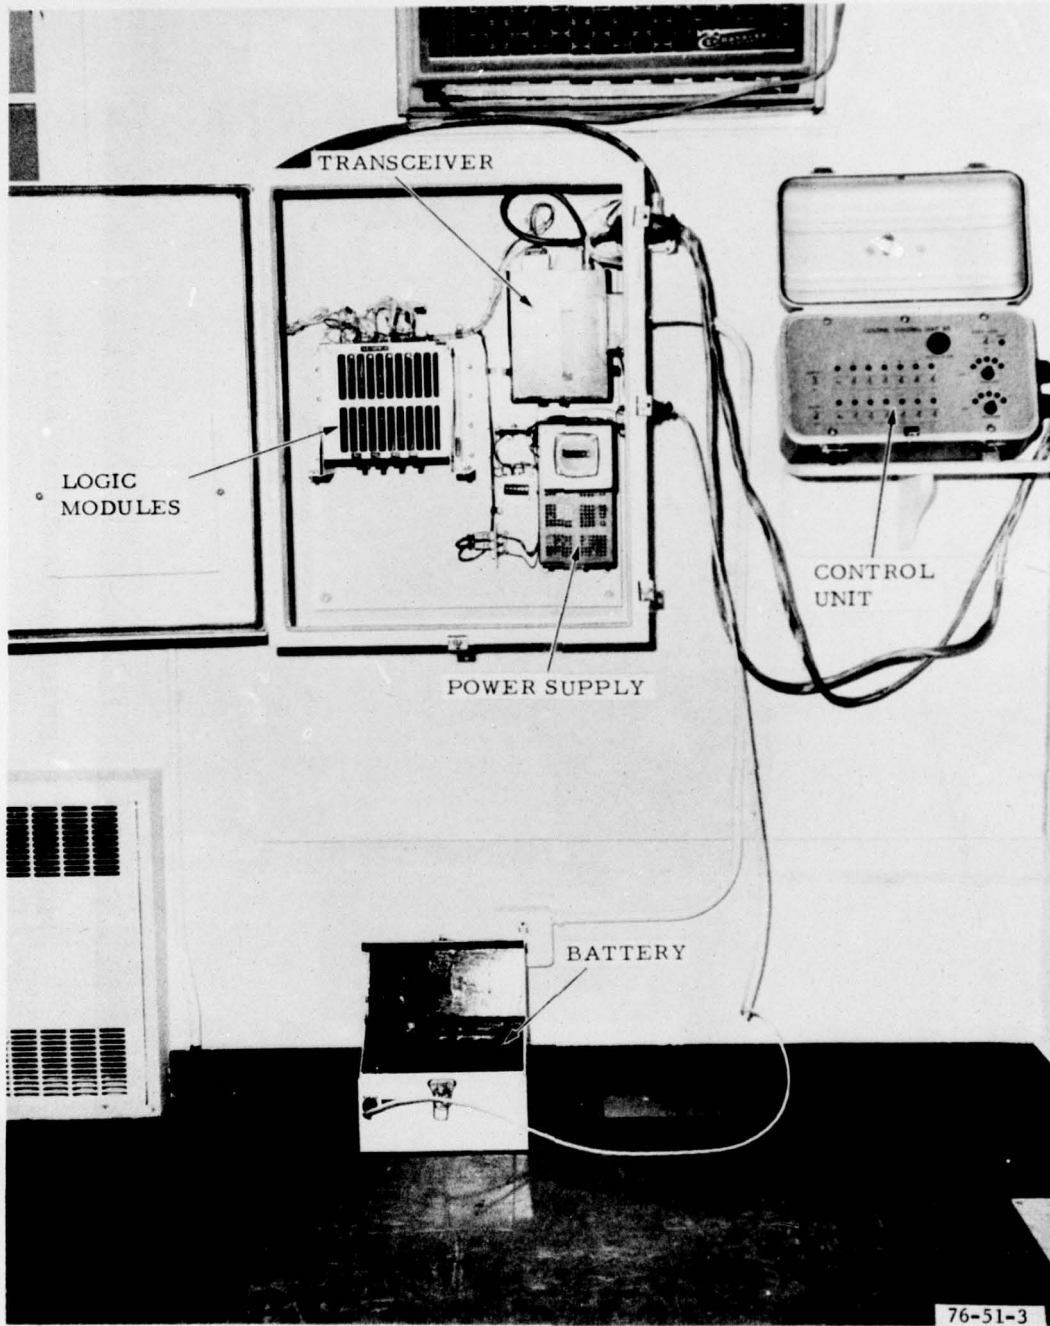 TRANSCEIVER
LOGIC
MODULES
CONTROL
UNIT
POWER SUPPLY
BATTERY
76-51-3